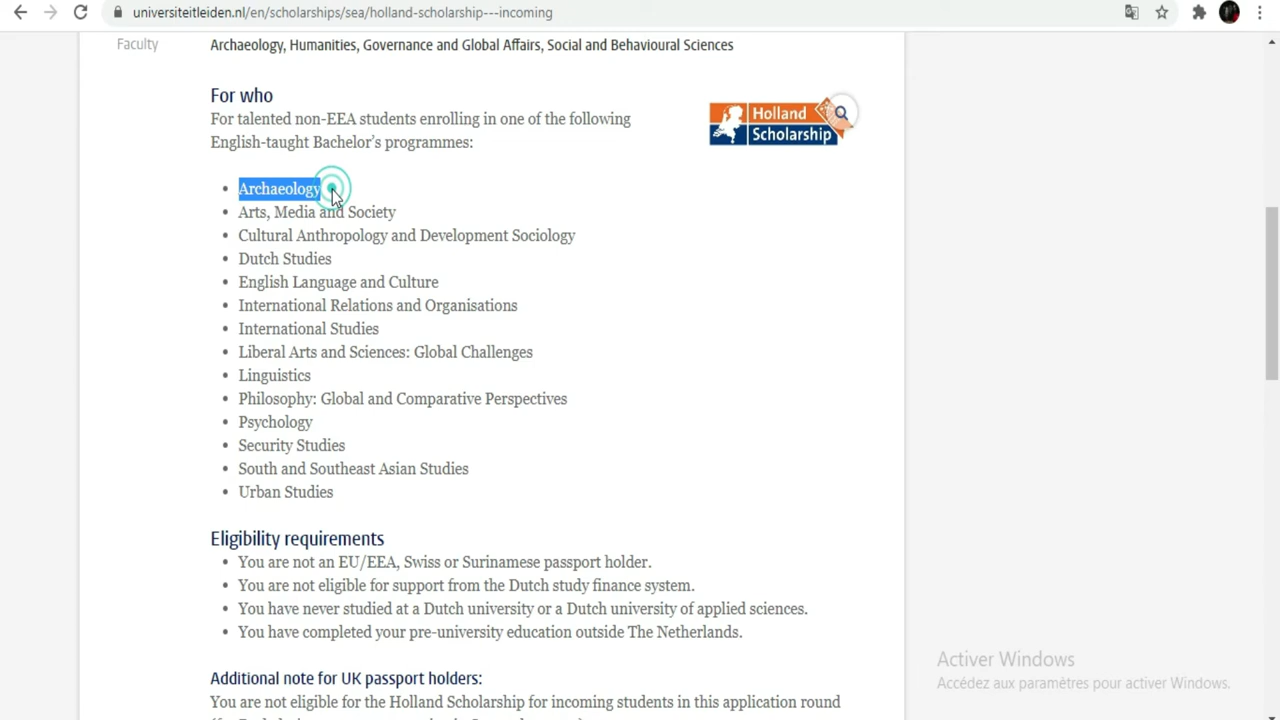 universiteitleiden.nl/en/scholarships/sea/holland-scholarship---incoming
Faculty Archaeology, Humanities, Governance and Global Affairs, Social and Behavioural Sciences
For who
For talented non-EEA students enrolling in one of the following
English-taught Bachelor's programmes:
Holland
Scholarship
• Archaeology
• Arts, Media and Society
• Cultural Anthropology and Development Sociology
• Dutch Studies
• English Language and Culture
• International Relations and Organisations
• International Studies
• Liberal Arts and Sciences: Global Challenges
• Linguistics
• Philosophy: Global and Comparative Perspectives
• Psychology
• Security Studies
• South and Southeast Asian Studies
• Urban Studies
Eligibility requirements
• You are not an EU/EEA, Swiss or Surinamese passport holder.
• You are not eligible for support from the Dutch study finance system.
• You have never studied at a Dutch university or a Dutch university of applied sciences.
• You have completed your pre-university education outside The Netherlands.
Activer Windows
Accédez aux paramètres pour activer Windows.
Additional note for UK passport holders:
You are not eligible for the Holland Scholarship for incoming students in this application round